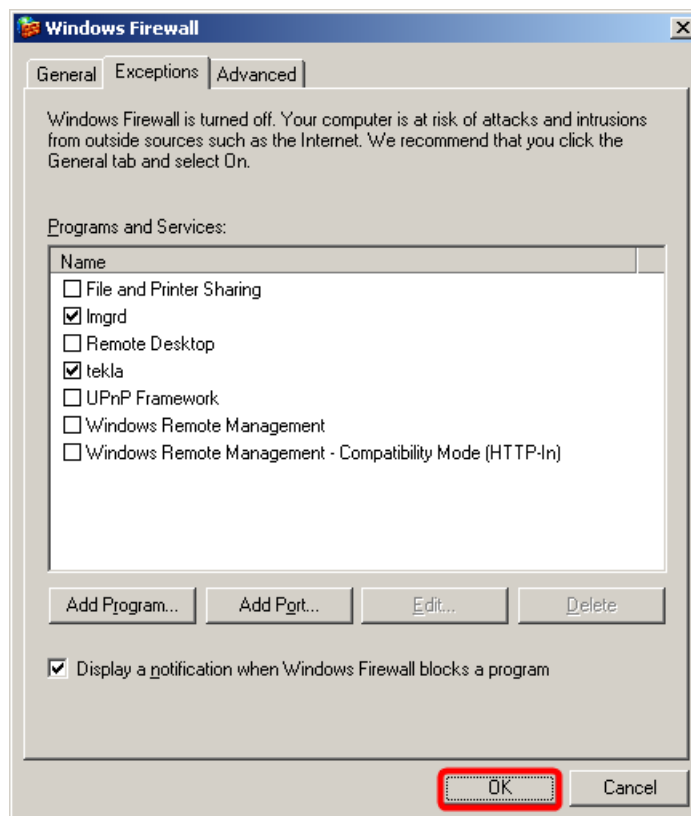 Windows Firewall
General Exceptions Advanced
Windows Firewall is turned off. Your computer is at risk of attacks and intrusions
from outside sources such as the Internet. We recommend that you click the
General tab and select On.
Programs and Services:
Name
File and Printer Sharing
lmgrd
Remote Desktop
tekla
UPnP Framework
Windows Remote Management
Windows Remote Management - Compatibility Mode (HTTP-In)
Add Program... Add Port... Edit... Delete
Display a notification when Windows Firewall blocks a program
OK Cancel